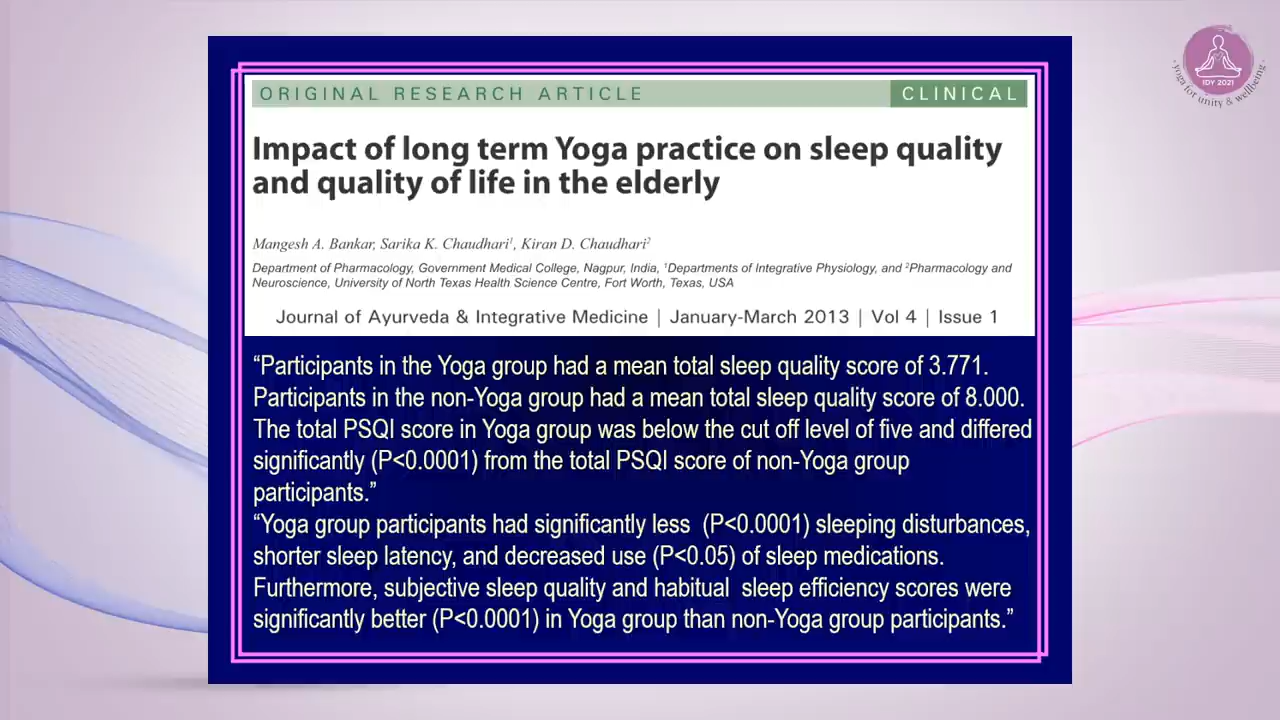 ORIGINAL RESEARCH ARTICLE CLINICAL
Impact of long term Yoga practice on sleep quality
and quality of life in the elderly
Mangesh A. Bankar, Sarika K. Chaudhari¹, Kiran D. Chaudhari²
Department of Pharmacology, Government Medical College, Nagpur, India, ¹Departments of Integrative Physiology, and ²Pharmacology and
Neuroscience, University of North Texas Health Science Centre, Fort Worth, Texas, USA
Journal of Ayurveda & Integrative Medicine | January-March 2013 | Vol 4 | Issue 1
“Participants in the Yoga group had a mean total sleep quality score of 3.771.
Participants in the non-Yoga group had a mean total sleep quality score of 8.000.
The total PSQI score in Yoga group was below the cut off level of five and differed
significantly (P<0.0001) from the total PSQI score of non-Yoga group
participants.”
“Yoga group participants had significantly less (P<0.0001) sleeping disturbances,
shorter sleep latency, and decreased use (P<0.05) of sleep medications.
Furthermore, subjective sleep quality and habitual sleep efficiency scores were
significantly better (P<0.0001) in Yoga group than non-Yoga group participants.”
IDY 2021
· yoga for unity & wellbeing ·